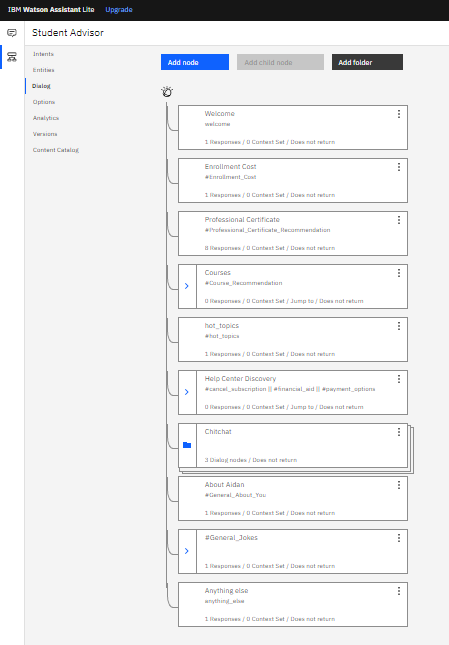 IBM Watson Assistant Lite Upgrade
Student Advisor
Intents
Entities
Dialog
Options
Analytics
Versions
Content Catalog
Add node Add child node Add folder
Welcome
welcome
1 Responses / 0 Context Set / Does not return
Enrollment Cost
#Enrollment_Cost
1 Responses / 0 Context Set / Does not return
Professional Certificate
#Professional_Certificate_Recommendation
8 Responses / 0 Context Set / Does not return
Courses
#Course_Recommendation
0 Responses / 0 Context Set / Jump to / Does not return
hot_topics
#hot_topics
1 Responses / 0 Context Set / Does not return
Help Center Discovery
#cancel_subscription || #financial_aid || #payment_options
0 Responses / 0 Context Set / Jump to / Does not return
Chitchat
3 Dialog nodes / Does not return
About Aidan
#General_About_You
1 Responses / 0 Context Set / Does not return
#General_Jokes
1 Responses / 0 Context Set / Does not return
Anything else
anything_else
1 Responses / 0 Context Set / Does not return